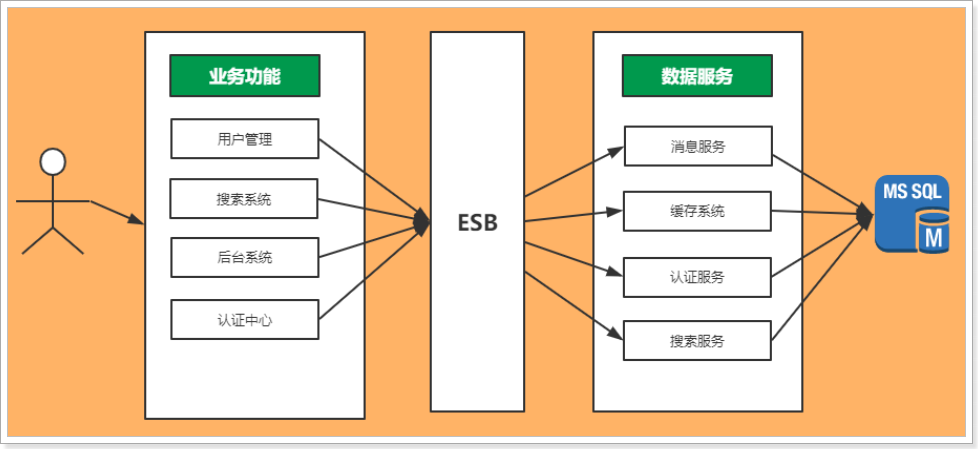 业务功能
用户管理
搜索系统
后台系统
认证中心
ESB
数据服务
消息服务
缓存系统
认证服务
搜索服务
MS SQL
M